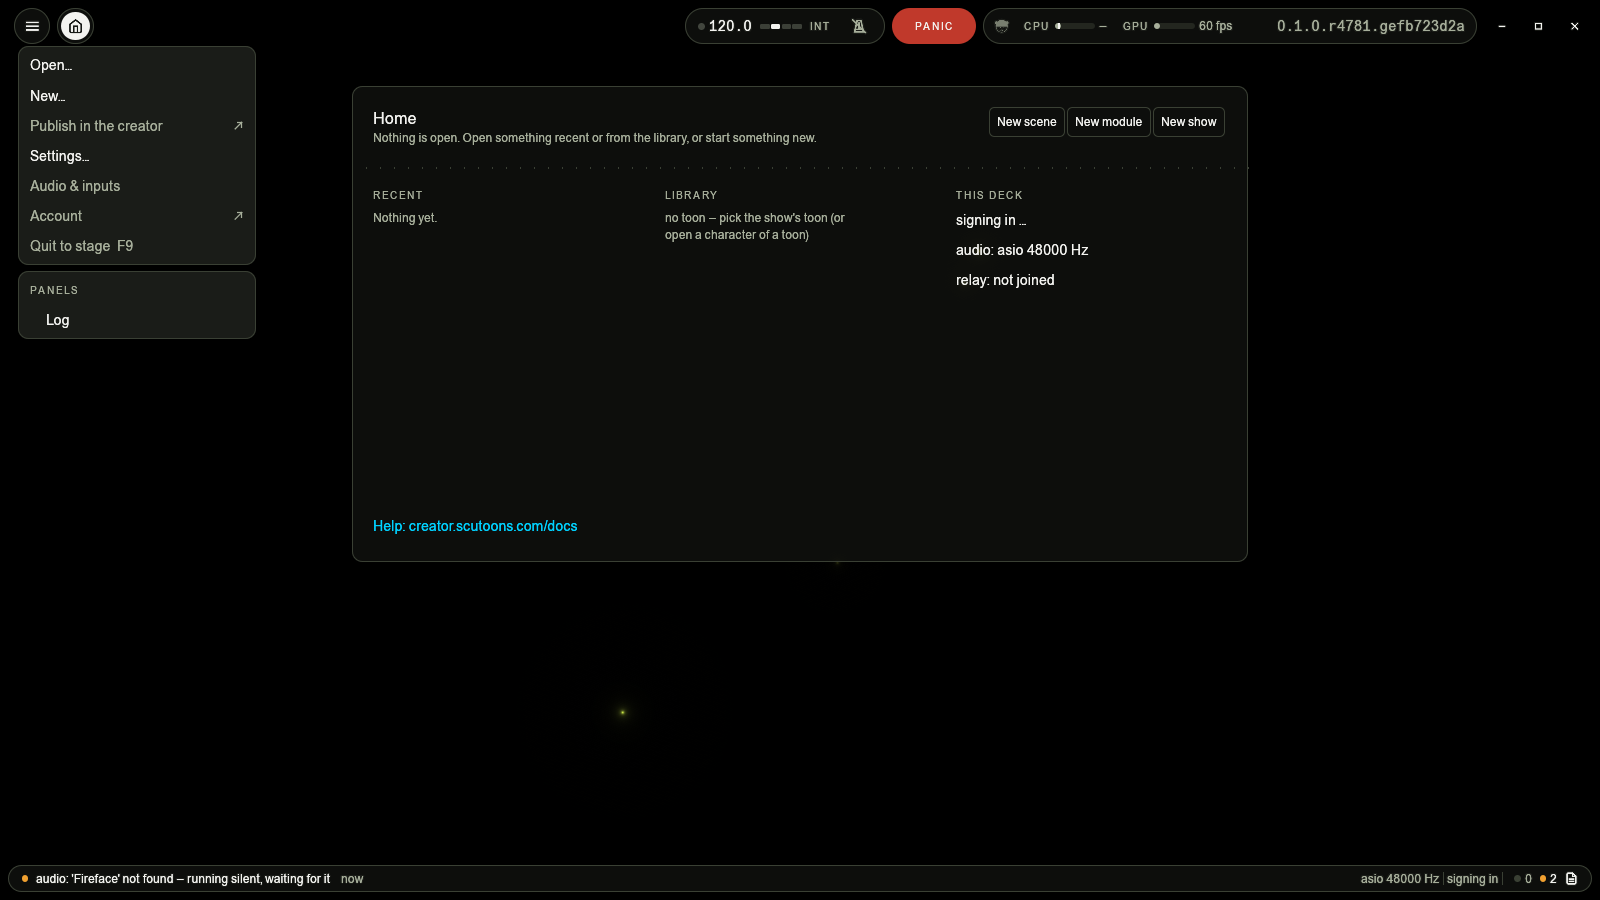 120.0 INT
PANIC
CPU –
GPU 60 fps
0.1.0.r4781.gefb723d2a
Open…
New…
Publish in the creator
Settings…
Audio & inputs
Account
Quit to stage F9
PANELS
Log
Home
Nothing is open. Open something recent or from the library, or start something new.
New scene
New module
New show
RECENT
Nothing yet.
LIBRARY
no toon – pick the show's toon (or
open a character of a toon)
THIS DECK
signing in …
audio: asio 48000 Hz
relay: not joined
Help: creator.scutoons.com/docs
audio: 'Fireface' not found – running silent, waiting for it now
asio 48000 Hz
signing in
0
2